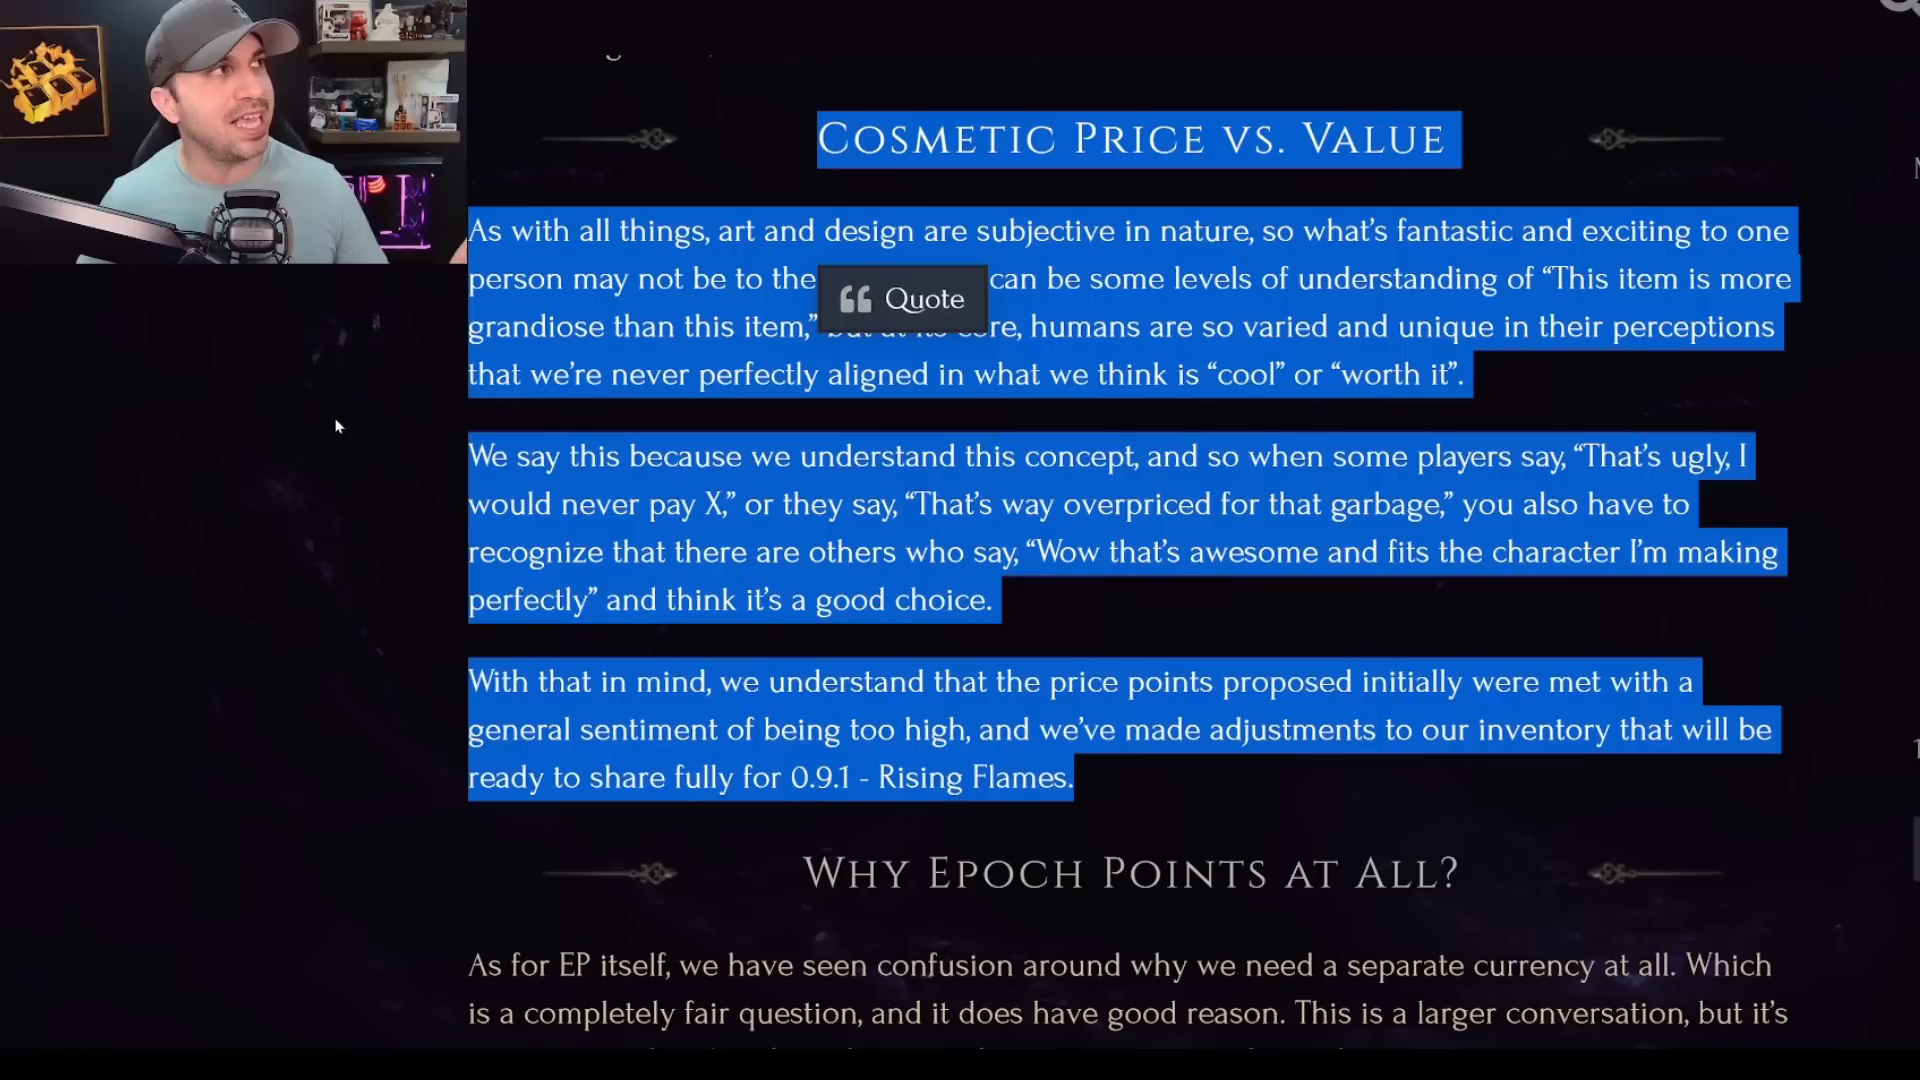 COSMETIC PRICE VS. VALUE
As with all things, art and design are subjective in nature, so what's fantastic and exciting to one
person may not be to the can be some levels of understanding of “This item is more
Quote
grandiose than this item,” but at its core, humans are so varied and unique in their perceptions
that we're never perfectly aligned in what we think is “cool” or “worth it”.
We say this because we understand this concept, and so when some players say, “That's ugly, I
would never pay X,” or they say, “That's way overpriced for that garbage,” you also have to
recognize that there are others who say, “Wow that's awesome and fits the character I'm making
perfectly” and think it's a good choice.
With that in mind, we understand that the price points proposed initially were met with a
general sentiment of being too high, and we've made adjustments to our inventory that will be
ready to share fully for 0.9.1 - Rising Flames.
WHY EPOCH POINTS AT ALL?
As for EP itself, we have seen confusion around why we need a separate currency at all. Which
is a completely fair question, and it does have good reason. This is a larger conversation, but it's